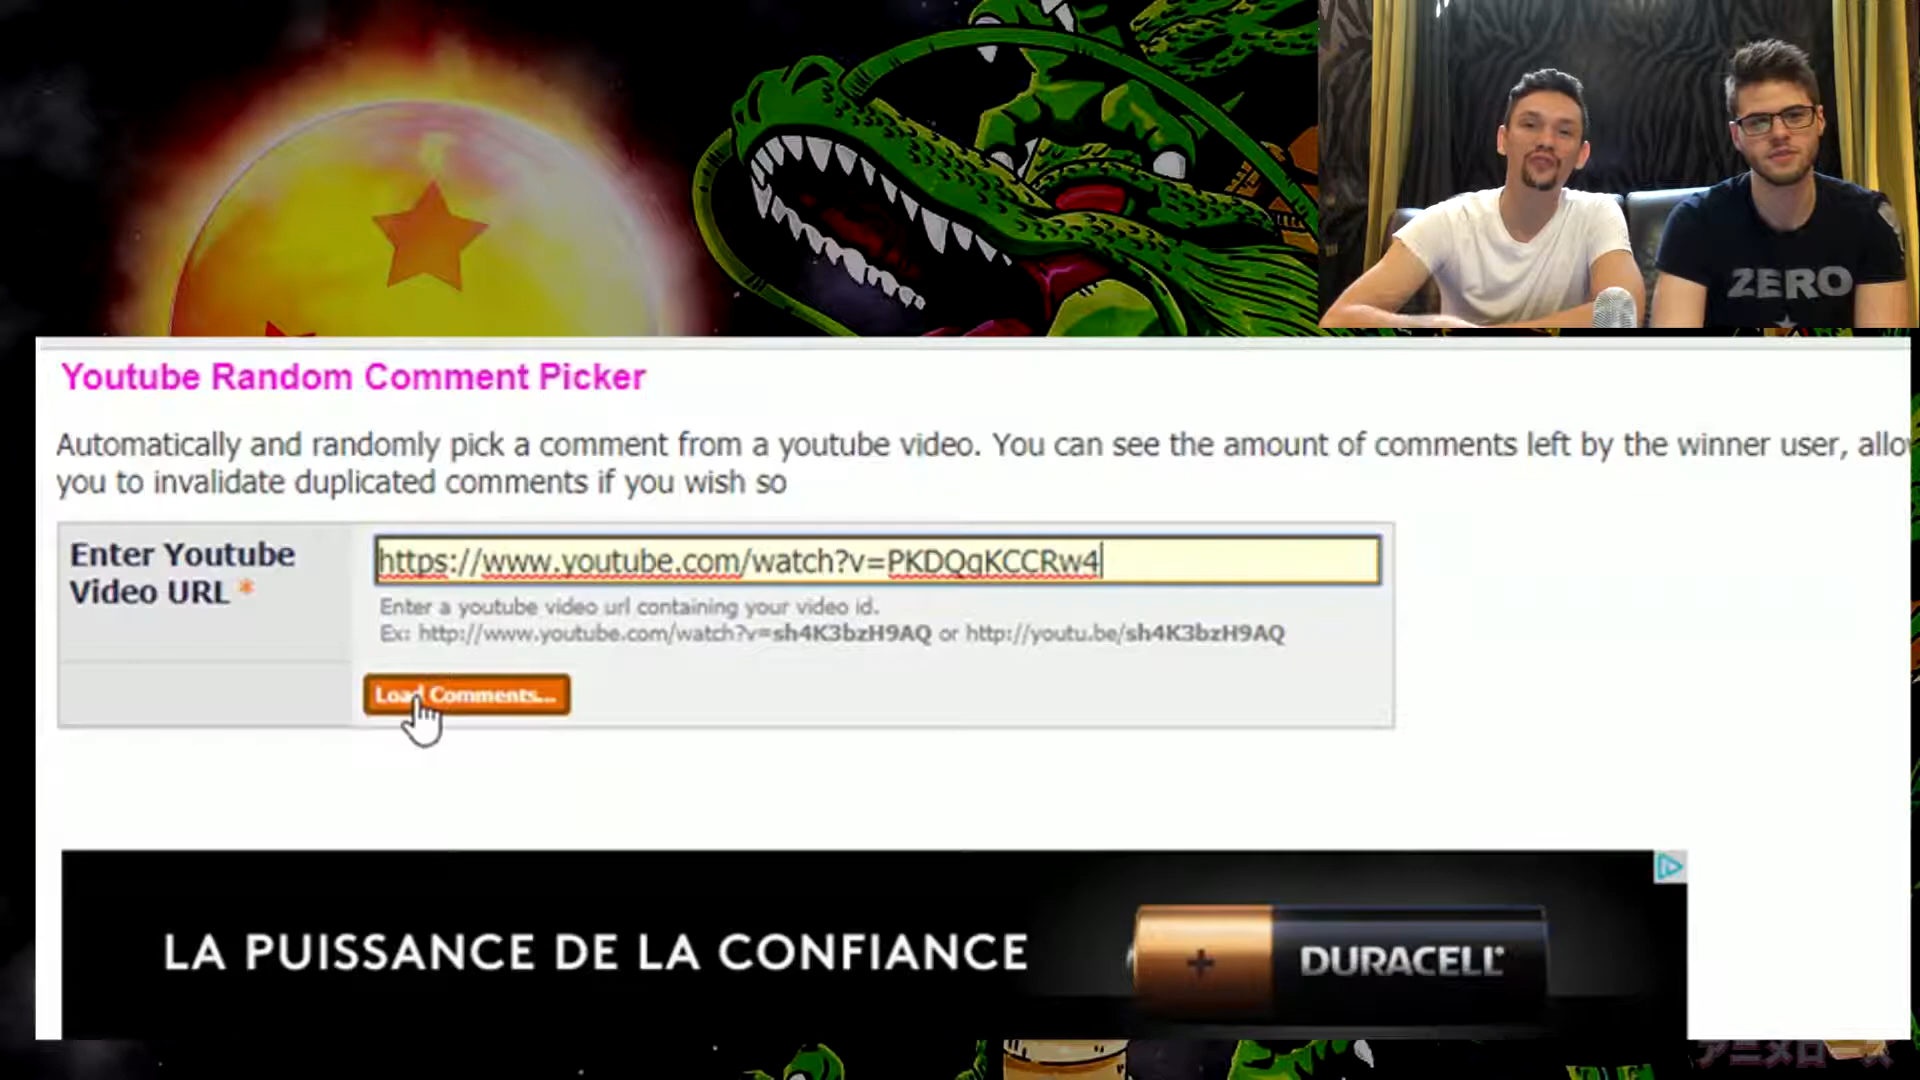 ZERO
Youtube Random Comment Picker
Automatically and randomly pick a comment from a youtube video. You can see the amount of comments left by the winner user, allo
you to invalidate duplicated comments if you wish so
Enter Youtube
Video URL *
https://www.youtube.com/watch?v=PKDQgKCCRw4
Enter a youtube video url containing your video id.
Ex: http://www.youtube.com/watch?v=sh4K3bzH9AQ or http://youtu.be/sh4K3bzH9AQ
Load Comments...
LA PUISSANCE DE LA CONFIANCE
+ DURACELL